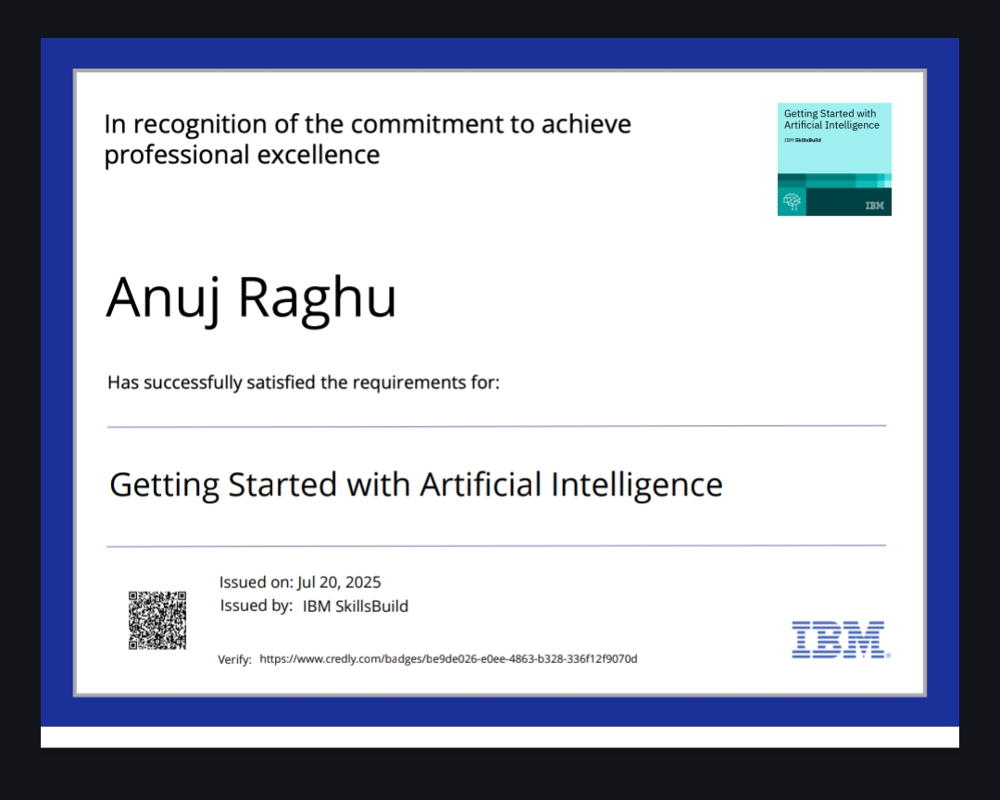 In recognition of the commitment to achieve
professional excellence
Getting Started with
Artificial Intelligence
IBM SkillsBuild
IBM
Anuj Raghu
Has successfully satisfied the requirements for:
Getting Started with Artificial Intelligence
Issued on: Jul 20, 2025
Issued by: IBM SkillsBuild
Verify: https://www.credly.com/badges/be9de026-e0ee-4863-b328-336f12f9070d
IBM®